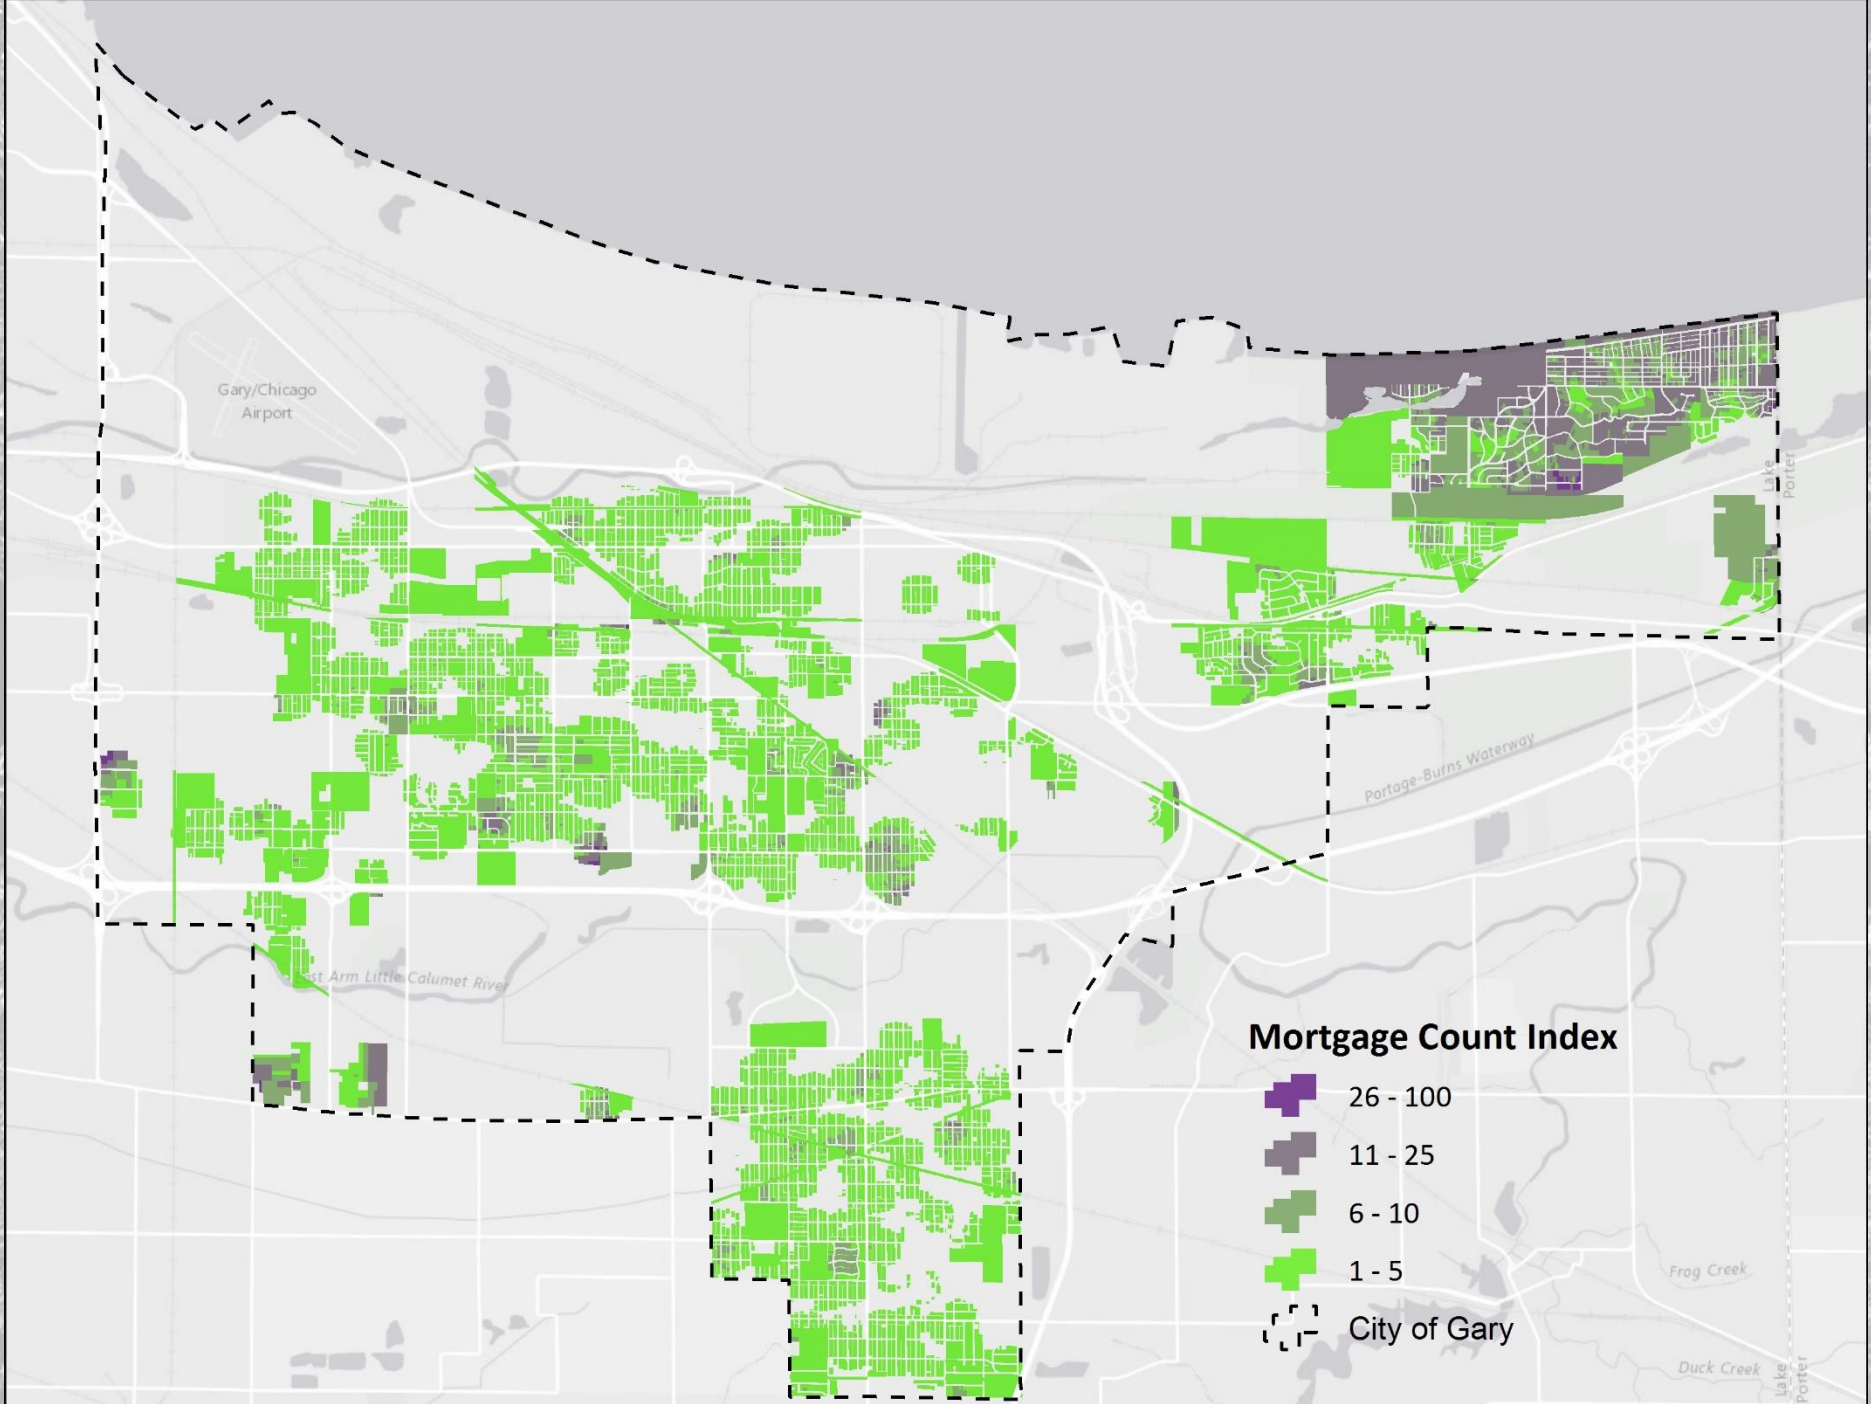 Gary/Chicago
Airport
Lake
Porter
Portage-Burns Waterway
st Arm Little Calumet River
Mortgage Count Index
26 - 100
11 - 25
6 - 10
1 - 5
City of Gary
Frog Creek
Duck Creek
Lake
Porter